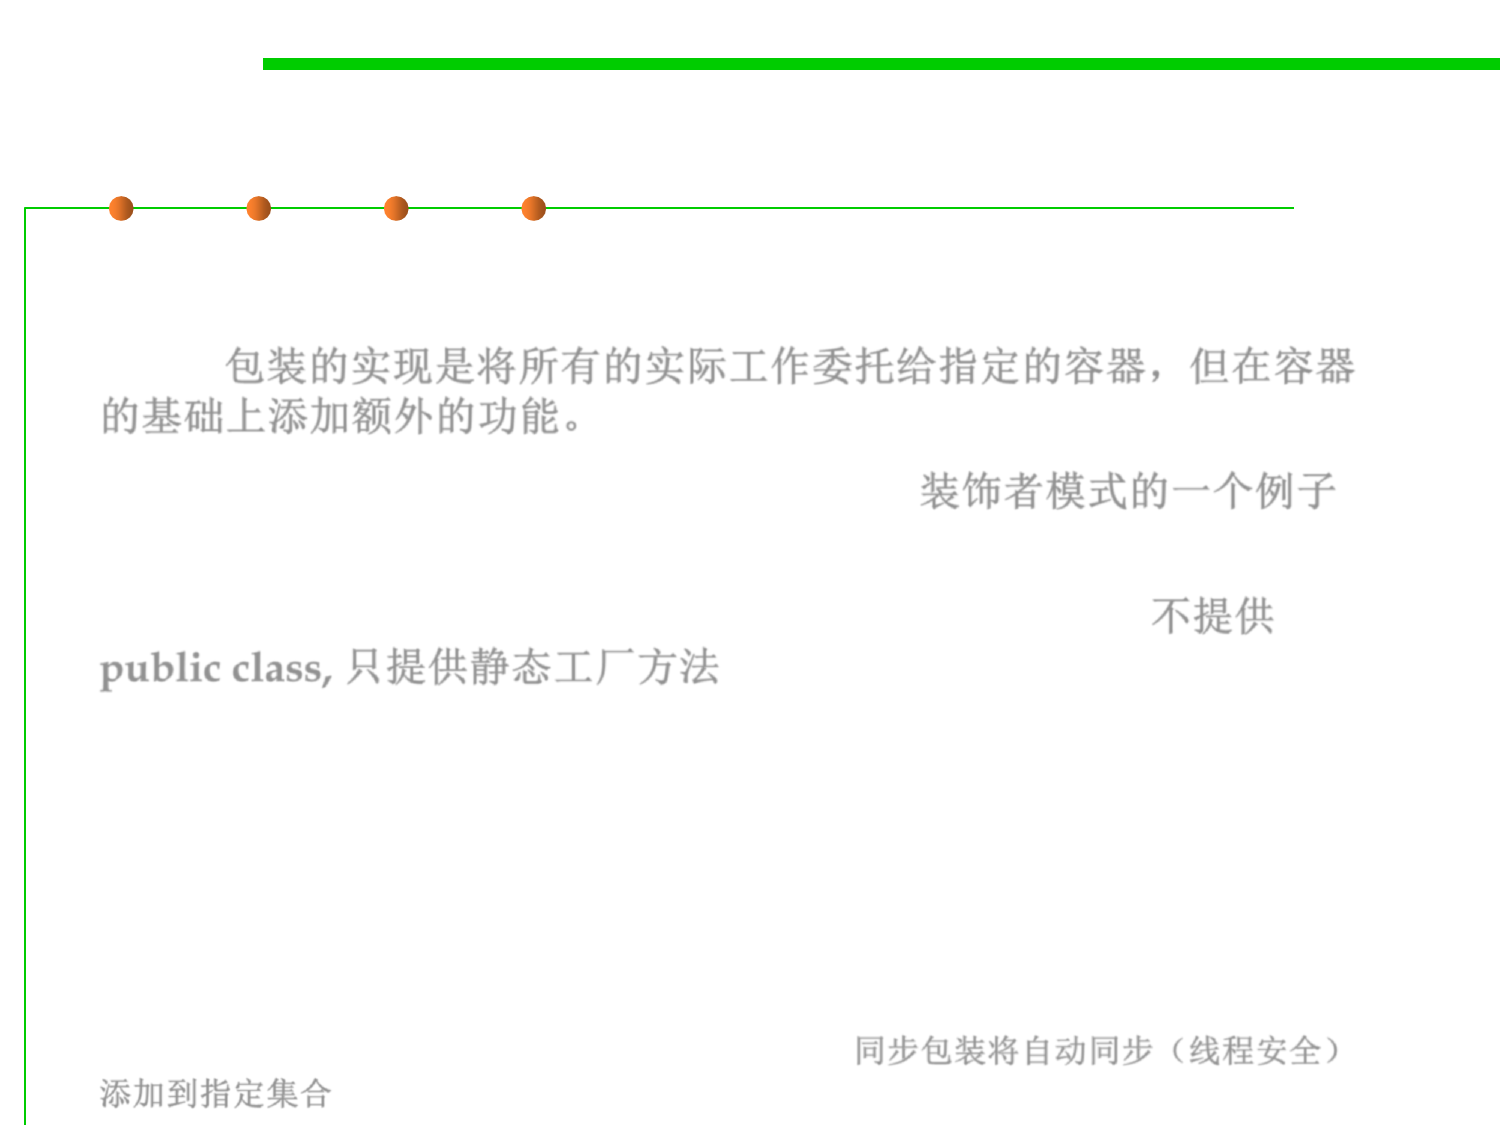 包装的实现是将所有的实际工作委托给指定的容器，但在容器
的基础上添加额外的功能。
装饰者模式的一个例子
不提供
public class, 只提供静态工厂方法
同步包装将自动同步（线程安全）
添加到指定集合